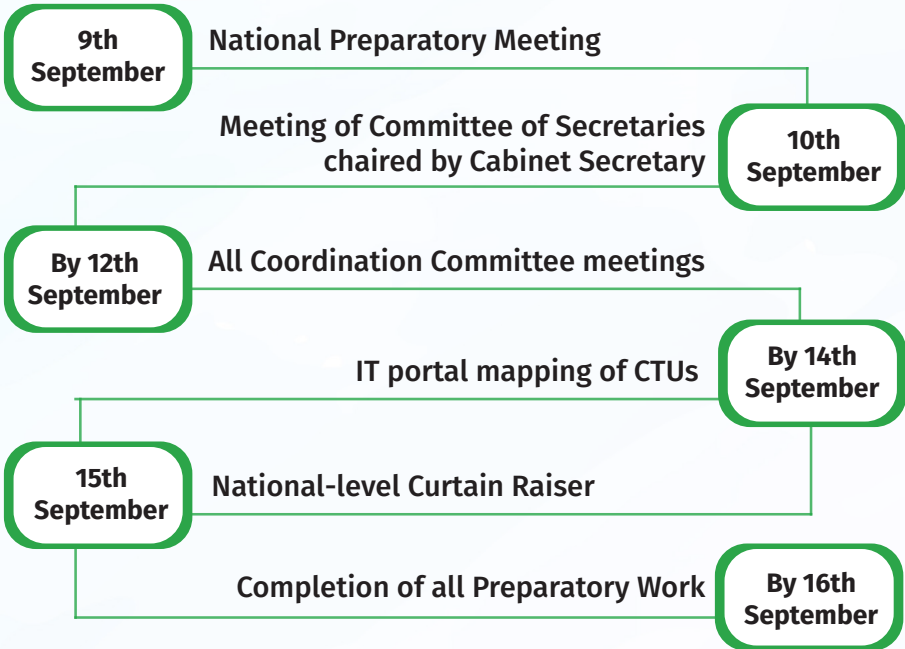 9th
September
National Preparatory Meeting
Meeting of Committee of Secretaries
chaired by Cabinet Secretary
10th
September
By 12th
September
All Coordination Committee meetings
IT portal mapping of CTUs
By 14th
September
15th
September
National-level Curtain Raiser
Completion of all Preparatory Work
By 16th
September